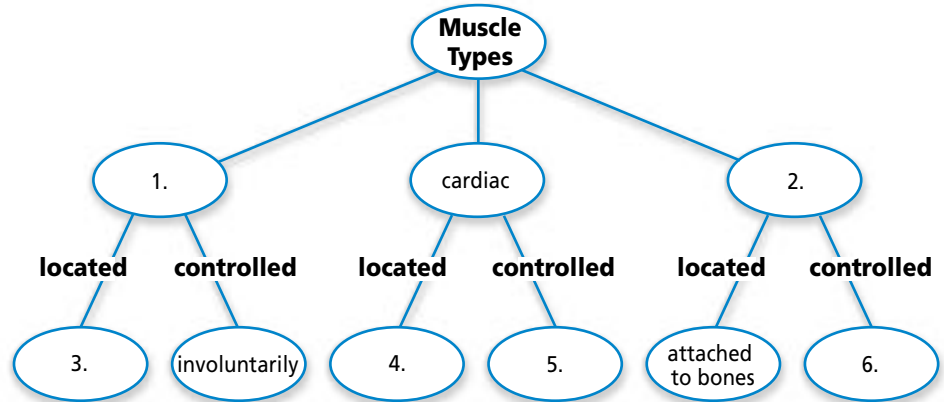 Muscle
Types
1.
cardiac
2.
located
controlled
located
controlled
located
controlled
3.
involuntarily
4.
5.
attached
to bones
6.